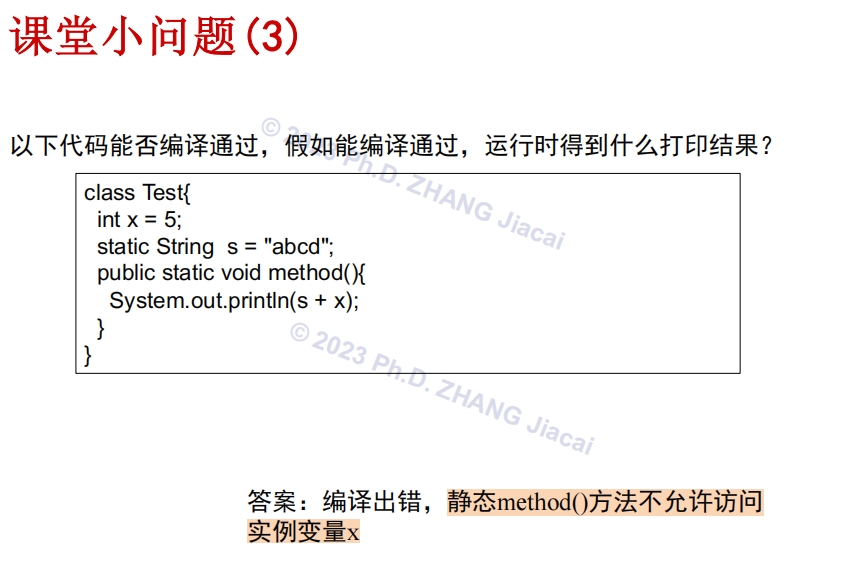 课堂小问题(3)
以下代码能否编译通过，假如能编译通过，运行时得到什么打印结果？
class Test{
int x = 5;
static String s = "abcd";
public static void method(){
System.out.println(s + x);
}
}
答案：编译出错，静态method()方法不允许访问
实例变量x
© 2023 Ph.D. ZHANG Jiacai
© 2023 Ph.D. ZHANG Jiacai